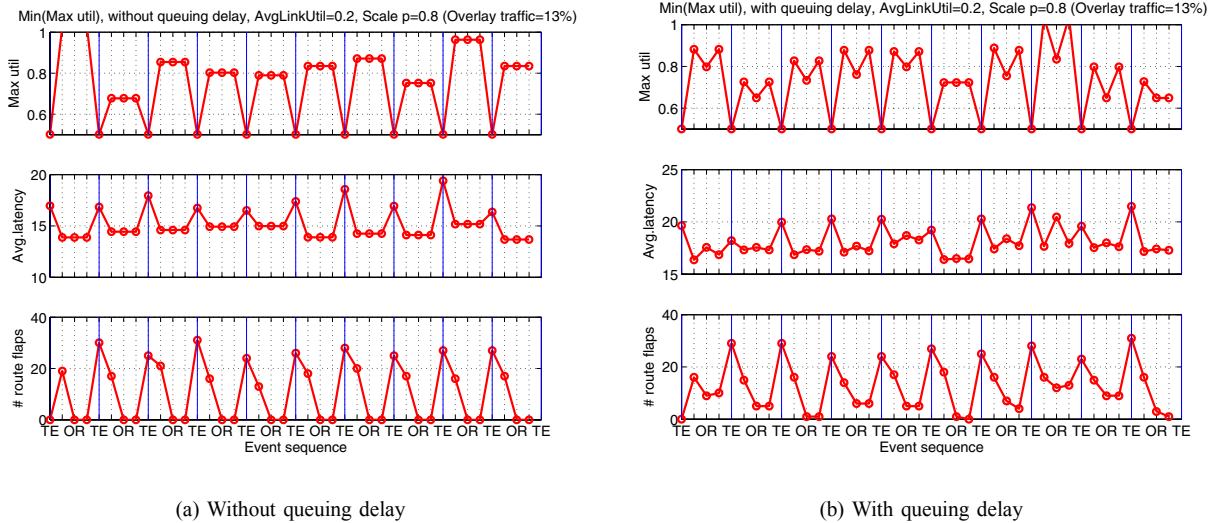 Min(Max util), without queuing delay, AvgLinkUtil=0.2, Scale p=0.8 (Overlay traffic=13%)
1
0.8
0.6
Max util
20
15
10
Avg.latency
40
20
0
# route flaps
TE OR TE OR TE OR TE OR TE OR TE OR TE OR TE OR TE OR TE OR TE
Event sequence
(a) Without queuing delay
Min(Max util), with queuing delay, AvgLinkUtil=0.2, Scale p=0.8 (Overlay traffic=13%)
1
0.8
0.6
Max util
25
20
15
Avg.latency
40
20
0
# route flaps
TE OR TE OR TE OR TE OR TE OR TE OR TE OR TE OR TE OR TE OR TE
Event sequence
(b) With queuing delay